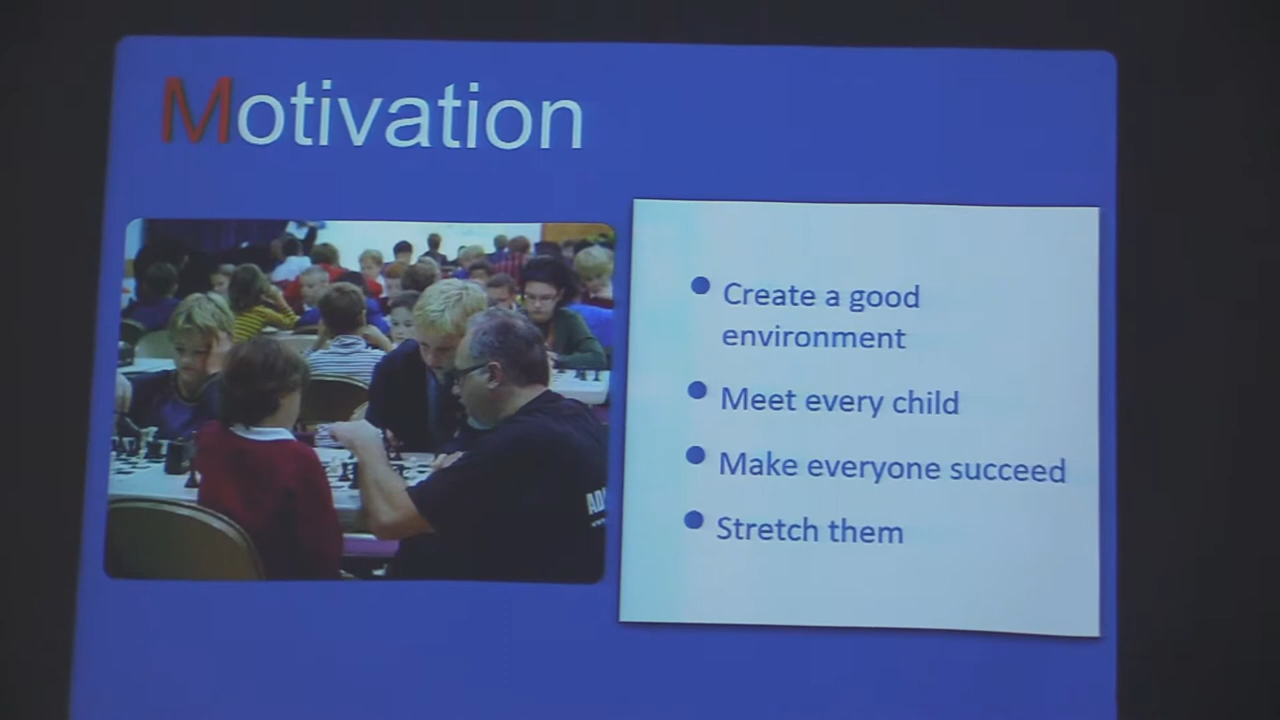 Motivation
Create a good
environment
Meet every child
Make everyone succeed
Stretch them